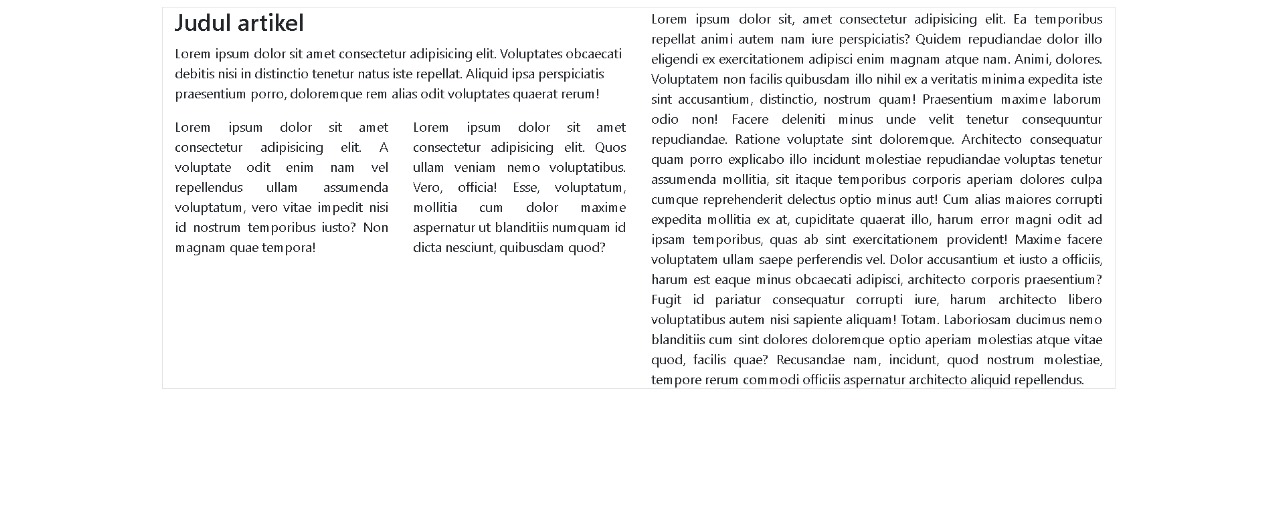 Judul artikel
Lorem ipsum dolor sit amet consectetur adipisicing elit. Voluptates obcaecati
debitis nisi in distinctio tenetur natus iste repellat. Aliquid ipsa perspiciatis
praesentium porro, doloremque rem alias odit voluptates quaerat rerum!
Lorem ipsum dolor sit amet
consectetur adipisicing elit. A
voluptate odit enim nam vel
repellendus ullam assumenda
voluptatum, vero vitae impedit nisi
id nostrum temporibus iusto? Non
magnam quae tempora!
Lorem ipsum dolor sit amet
consectetur adipisicing elit. Quos
ullam veniam nemo voluptatibus.
Vero, officia! Esse, voluptatum,
mollitia cum dolor maxime
aspernatur ut blanditiis numquam id
dicta nesciunt, quibusdam quod?
Lorem ipsum dolor sit, amet consectetur adipisicing elit. Ea temporibus
repellat animi autem nam iure perspiciatis? Quidem repudiandae dolor illo
eligendi ex exercitationem adipisci enim magnam atque nam. Animi, dolores.
Voluptatem non facilis quibusdam illo nihil ex a veritatis minima expedita iste
sint accusantium, distinctio, nostrum quam! Praesentium maxime laborum
odio non! Facere deleniti minus unde velit tenetur consequuntur
repudiandae. Ratione voluptate sint doloremque. Architecto consequatur
quam porro explicabo illo incidunt molestiae repudiandae voluptas tenetur
assumenda mollitia, sit itaque temporibus corporis aperiam dolores culpa
cumque reprehenderit delectus optio minus aut! Cum alias maiores corrupti
expedita mollitia ex at, cupiditate quaerat illo, harum error magni odit ad
ipsam temporibus, quas ab sint exercitationem provident! Maxime facere
voluptatem ullam saepe perferendis vel. Dolor accusantium et iusto a officiis,
harum est eaque minus obcaecati adipisci, architecto corporis praesentium?
Fugit id pariatur consequatur corrupti iure, harum architecto libero
voluptatibus autem nisi sapiente aliquam! Totam. Laboriosam ducimus nemo
blanditiis cum sint dolores doloremque optio aperiam molestias atque vitae
quod, facilis quae? Recusandae nam, incidunt, quod nostrum molestiae,
tempore rerum commodi officiis aspernatur architecto aliquid repellendus.